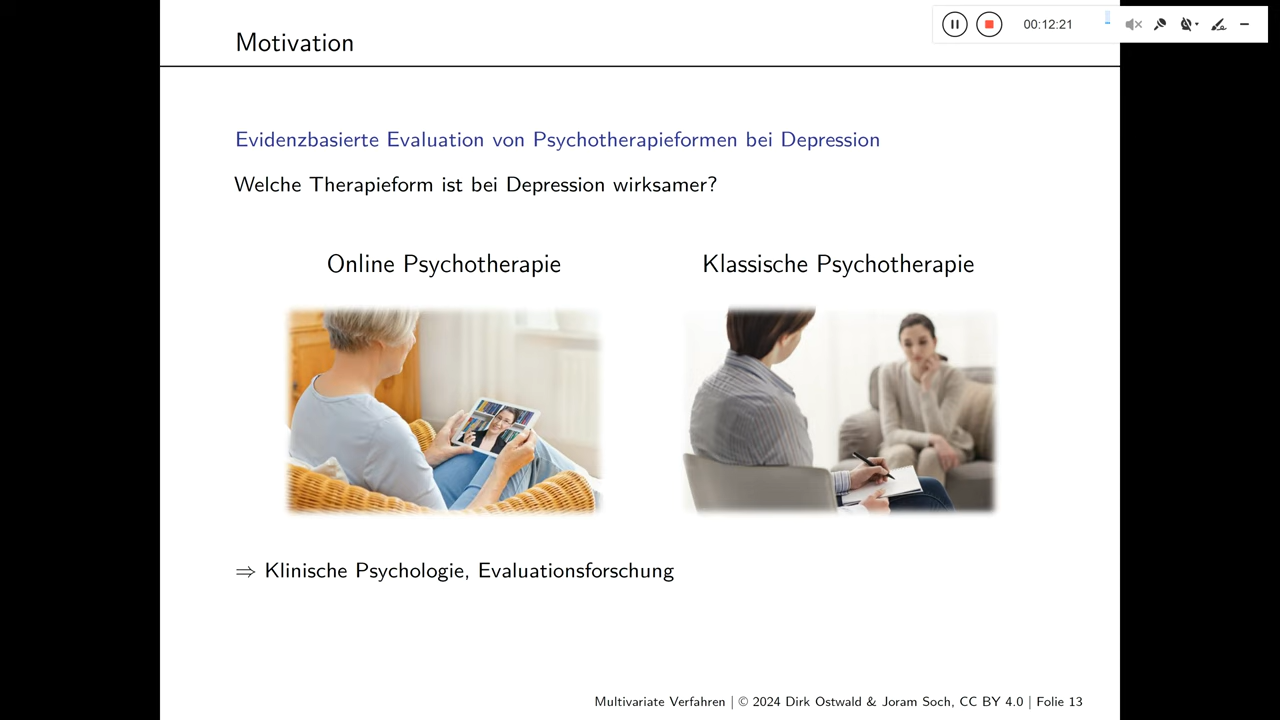 00:12:21
Motivation
Evidenzbasierte Evaluation von Psychotherapieformen bei Depression
Welche Therapieform ist bei Depression wirksamer?
Online Psychotherapie
Klassische Psychotherapie
⇒ Klinische Psychologie, Evaluationsforschung
Multivariate Verfahren | © 2024 Dirk Ostwald & Joram Soch, CC BY 4.0 | Folie 13